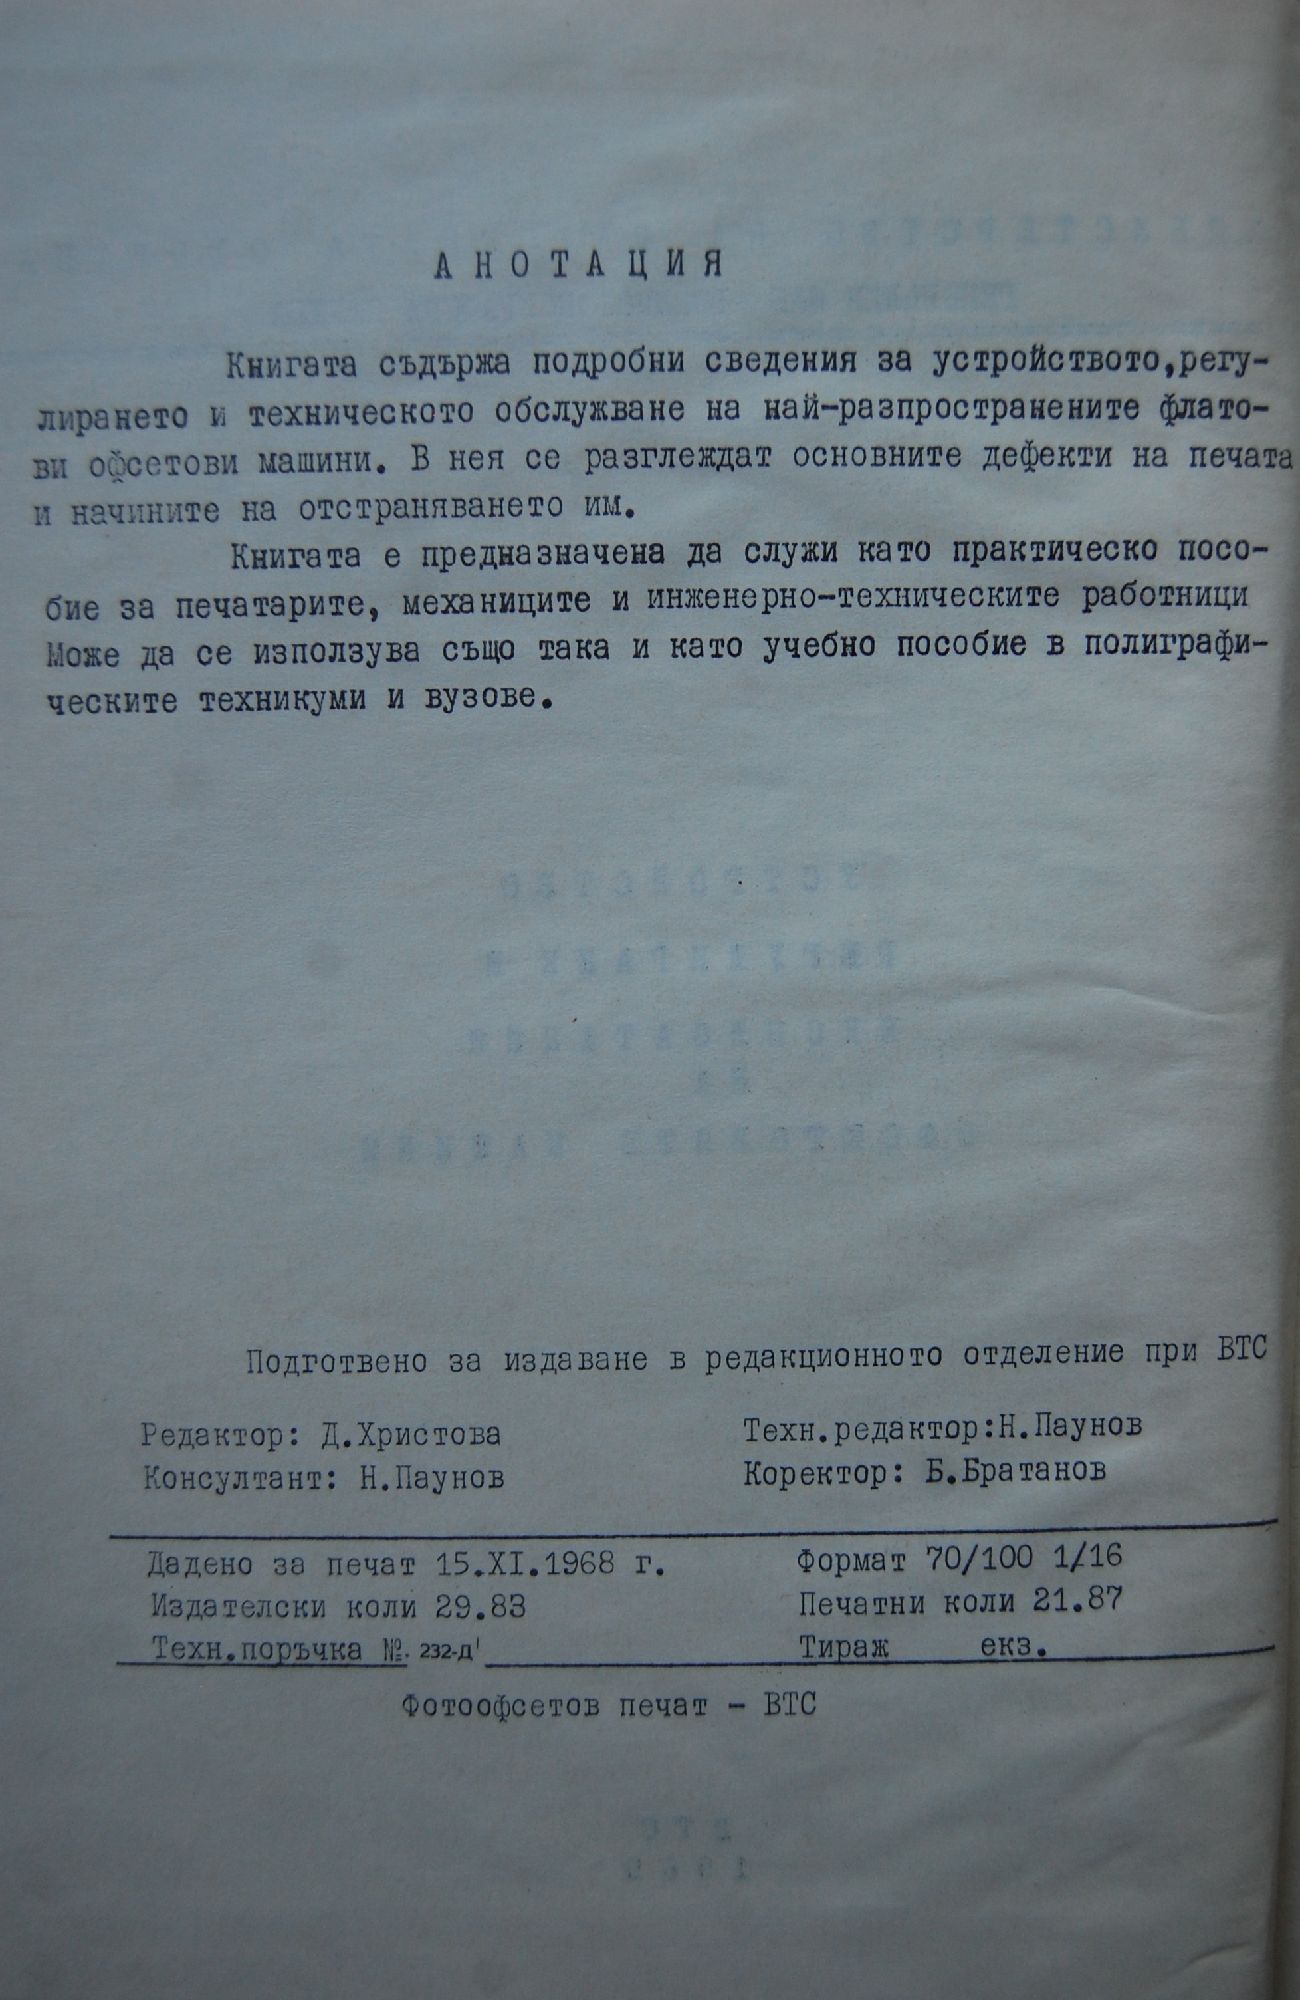 АНОТАЦИЯ
Книгата съдържа подробни сведения за устройството,регу-
лирането и техническото обслужване на най-разпространените флато-
ви офсетови машини. В нея се разглеждат основните дефекти на печата
и начините на отстраняването им.
Книгата е предназначена да служи като практическо посо-
бие за печатарите, механиците и инженерно-техническите работници
Може да се използува също така и като учебно пособие в полиграфи-
ческите техникуми и вузове.
Подготвено за издаване в редакционното отделение при ВТС
Редактор: Д.Христова Техн.редактор:Н.Паунов
Консултант: Н.Паунов Коректор: Б.Братанов
Дадено за печат 15.XI.1968 г. Формат 70/100 1/16
Издателски коли 29.83 Печатни коли 21.87
Техн.поръчка №. 232-Д' Тираж екз.
Фотоофсетов печат - ВТС